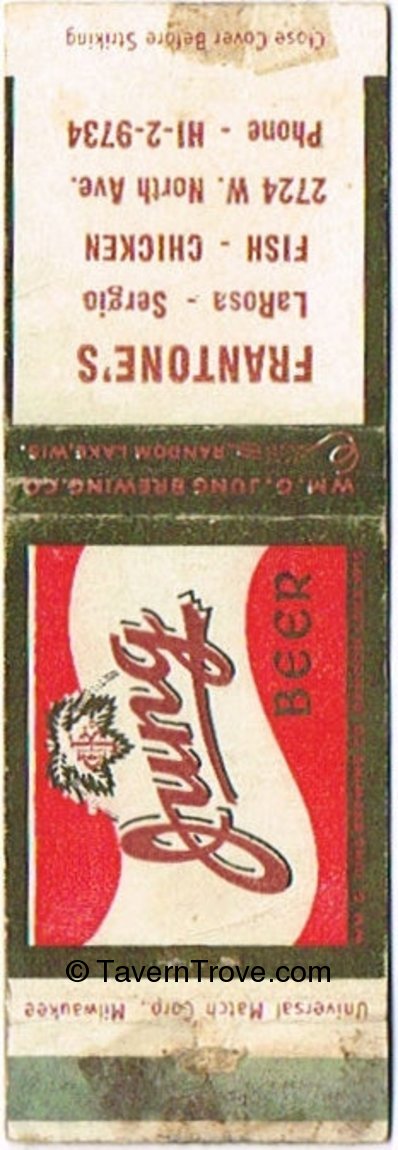 Close Cover Before Striking
FRANTONE'S
LaRosa - Sergio
FISH - CHICKEN
2724 W. North Ave.
Phone - HI-2-9734
WM. G. JUNG BREWING CO.
RANDOM LAKE, WIS.
Jung
BEER
© TavernTrove.com
Universal Match Corp., Milwaukee